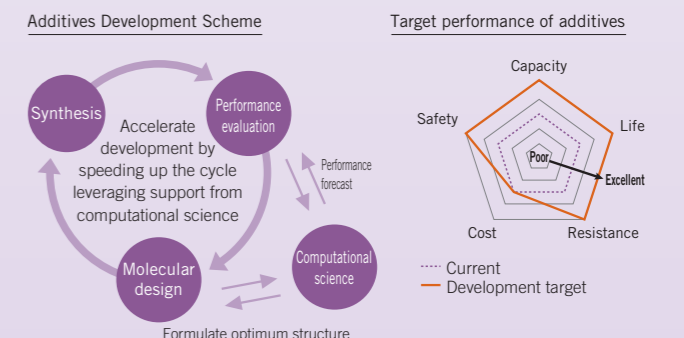 Additives Development Scheme
Synthesis
Performance
evaluation
Accelerate
development by
speeding up the cycle
leveraging support from
computational science
Performance
forecast
Molecular
design
Computational
science
Formulate optimum structure
Target performance of additives
Capacity
Safety
Life
Poor
Excellent
Cost
Resistance
Current
Development target